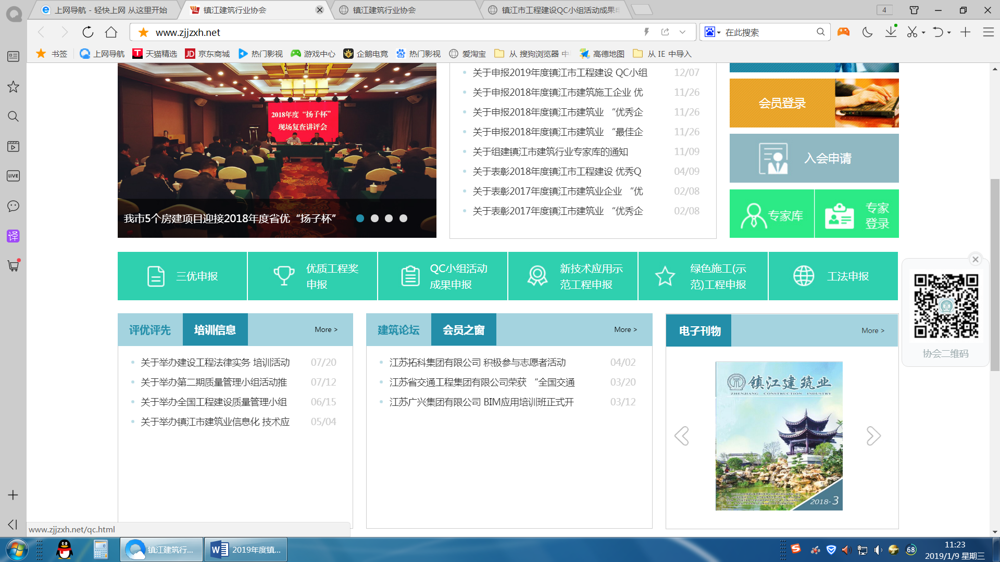 上网导航 - 轻快上网 从这里开始
镇江建筑行业协会
镇江建筑行业协会
镇江市工程建设QC小组活动成果
4
www.zjjzxh.net
在此搜索
书签
上网导航
天猫精选
京东商城
热门影视
游戏中心
企鹅电竞
热门影视
爱淘宝
从 搜狗浏览器 中
高德地图
从 IE 中导入
LIVE
译
2018年度“扬子杯”
现场复查讲评会
我市5个房建项目迎接2018年度省优“扬子杯”
关于申报2019年度镇江市工程建设 QC小组 12/07
关于申报2018年度镇江市建筑施工企业 优 11/26
关于申报2018年度镇江市建筑业 “优秀企 11/26
关于申报2018年度镇江市建筑业 “最佳企 11/26
关于组建镇江市建筑行业专家库的通知 11/09
关于表彰2018年度镇江市工程建设 优秀Q 04/09
关于表彰2017年度镇江市建筑业企业 “优 02/08
关于表彰2017年度镇江市建筑业 “优秀企 02/08
会员登录
入会申请
专家库
专家
登录
三优申报
优质工程奖
申报
QC小组活动
成果申报
新技术应用示
范工程申报
绿色施工(示
范)工程申报
工法申报
协会二维码
评优评先
培训信息
More >
关于举办建设工程法律实务 培训活动 07/20
关于举办第二期质量管理小组活动推 07/12
关于举办全国工程建设质量管理小组 06/15
关于举办镇江市建筑业信息化 技术应 05/04
建筑论坛
会员之窗
More >
江苏拓科集团有限公司 积极参与志愿者活动 04/02
江苏省交通工程集团有限公司荣获 “全国交通 03/20
江苏广兴集团有限公司 BIM应用培训班正式开 03/12
电子刊物
More >
镇江建筑业
ZHENJIANG CONSTRUCTION INDUSTRY
2018-3
www.zjjzxh.net/qc.html
镇江建筑行...
2019年度镇...
68
11:23
2019/1/9 星期三